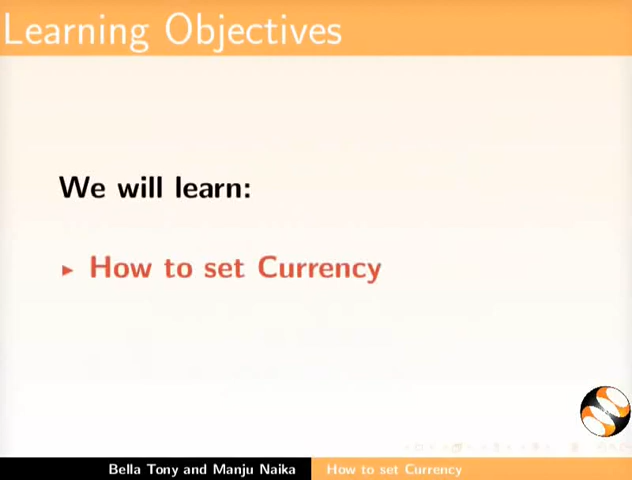 Learning Objectives
We will learn:
▶ How to set Currency
Bella Tony and Manju Naika How to set Currency